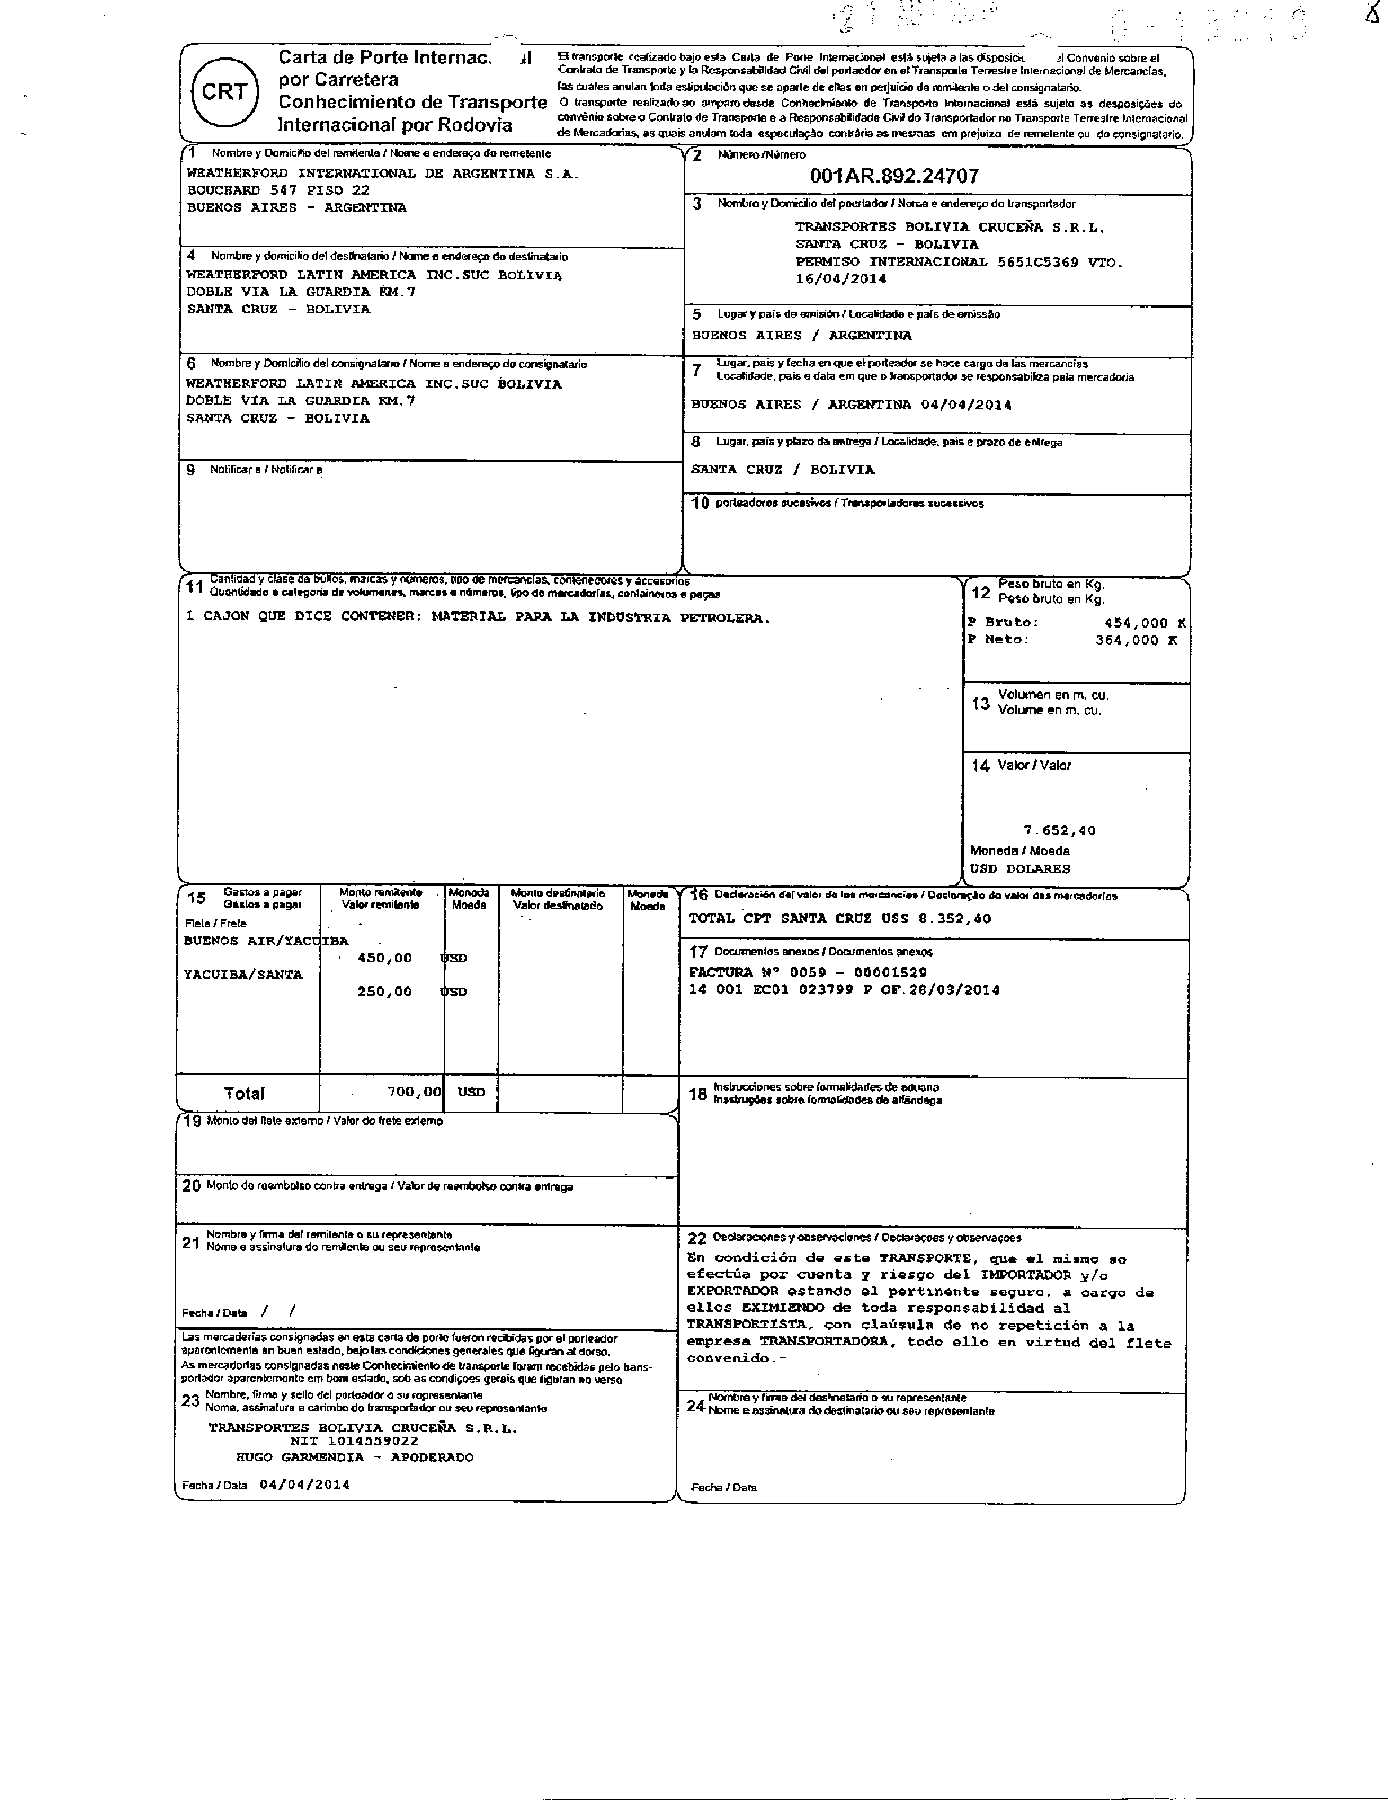 CRT
Carta de Porte Internac. al
por Carretera
Conhecimiento de Transporte
Internacional por Rodovia
El transporte realizado bajo esta Carta de Porte Internacional está sujeta a las disposici el Convenio sobre el
Contrato de Transporte y la Responsabilidad Civil del porteador en el Transporte Terrestre Internacional de Mercancías,
las cuales anulan toda estipulación que se aparte de ellas en perjuicio de remitente o del consignatario.
O transporte realizado ao amparo desde Conhecimiento de Transporte Internacional está sujeto as desposições do
convênio sobre o Contrato de Transporte e a Responsabilidade Civil do Transportador no Transporte Terrestre Internacional
de Mercadorias, as quais anulam toda especulação contrária as mesmas em prejuizo de remetente ou do consignatario.
1 Nombre y Domicilio del remitente / Nome e endereço do remetente
WEATHERFORD INTERNATIONAL DE ARGENTINA S.A.
BOUCHARD 547 PISO 22
BUENOS AIRES - ARGENTINA
2 Número/Número
001AR.892.24707
3 Nombre y Domicilio del poertador / Nome e endereço do transportador
TRANSPORTES BOLIVIA CRUCEÑA S.R.L.
SANTA CRUZ - BOLIVIA
PERMISO INTERNACIONAL 5651C5369 VTO.
16/04/2014
4 Nombre y domicilio del destinatario / Nome e endereço do destinatario
WEATHERFORD LATIN AMERICA INC.SUC BOLIVIA
DOBLE VIA LA GUARDIA KM.7
SANTA CRUZ - BOLIVIA
5 Lugar y país de emisión / Localidade e país de emissão
BUENOS AIRES / ARGENTINA
6 Nombre y Domicilio del consignatario / Nome e endereço do consignatario
WEATHERFORD LATIN AMERICA INC.SUC BOLIVIA
DOBLE VIA LA GUARDIA KM.7
SANTA CRUZ - BOLIVIA
7 Lugar, país y fecha en que el porteador se hace cargo de las mercancías
Localidade, país e data em que o transportador se responsabiliza pela mercadoria
BUENOS AIRES / ARGENTINA 04/04/2014
8 Lugar, país y plazo da entrega / Localidade, país e prazo de entrega
SANTA CRUZ / BOLIVIA
9 Notificar a / Notificar a
10 porteadores sucesivos / Transportadores sucessivos
11 Cantidad y clase de bultos, marcas y números, tipo de mercancías, contenedores y accesorios
Quantidade e categoria de volumenes, marcas e números, tipo de mercadorías, containeros e peças
1 CAJON QUE DICE CONTENER: MATERIAL PARA LA INDUSTRIA PETROLERA.
12 Peso bruto en Kg.
Peso bruto en Kg.
P Bruto: 454,000 K
P Neto: 364,000 K
13 Volumen en m. cu.
Volume en m. cu.
14 Valor / Valor
7.652,40
Moneda / Moeda
USD DOLARES
15 Gastos a pagar
Gastos a pagar
Monto remitente
Valor remitente
Moneda
Moeda
Monto destinatario
Valor destinatario
Moneda
Moeda
Flete / Frete
BUENOS AIR/YACUIBA
450,00 USD
YACUIBA/SANTA
250,00 USD
Total 700,00 USD
16 Declaración del valor de las mercancías / Declaração do valor das mercadorias
TOTAL CPT SANTA CRUZ U$S 8.352,40
17 Documentos anexos / Documentos anexos
FACTURA N° 0059 - 00001529
14 001 EC01 023799 P OF.28/03/2014
18 Instrucciones sobre formalidades de aduana
Instruções sobre formalidades de alfândega
19 Monto del flete externo / Valor do frete externo
20 Monto de reembolso contra entrega / Valor de reembolso contra entrega
21 Nombre y firma del remitente o su representante
Nome e assinatura do remitente ou seu representante
Fecha / Data / /
Las mercaderías consignadas en esta carta de porte fueron recibidas por el porteador
aparentemente en buen estado, bajo las condiciones generales que figuran al dorso.
As mercadorias consignadas neste Conhecimiento de transporte foram recebidas pelo trans-
portador aparentemente em bom estado, sob as condiçoes gerais que figuran no verso
22 Declaraciones y observaciones / Declaraçoes y observaçoes
En condición de este TRANSPORTE, que el mismo se
efectúa por cuenta y riesgo del IMPORTADOR y/o
EXPORTADOR estando el pertinente seguro, a cargo de
ellos EXIMIENDO de toda responsabilidad al
TRANSPORTISTA, con claúsula de no repetición a la
empresa TRANSPORTADORA, todo ello en virtud del flete
convenido.-
23 Nombre, firma y sello del porteador o su representante
Nome, assinatura e carimbo do transportador ou seu representante
TRANSPORTES BOLIVIA CRUCEÑA S.R.L.
NIT 1014559022
HUGO GARMENDIA - APODERADO
Fecha / Data 04/04/2014
24 Nombre y firma del destinatario o su representante
Nome e assinatura do destinatario ou seu representante
Fecha / Data